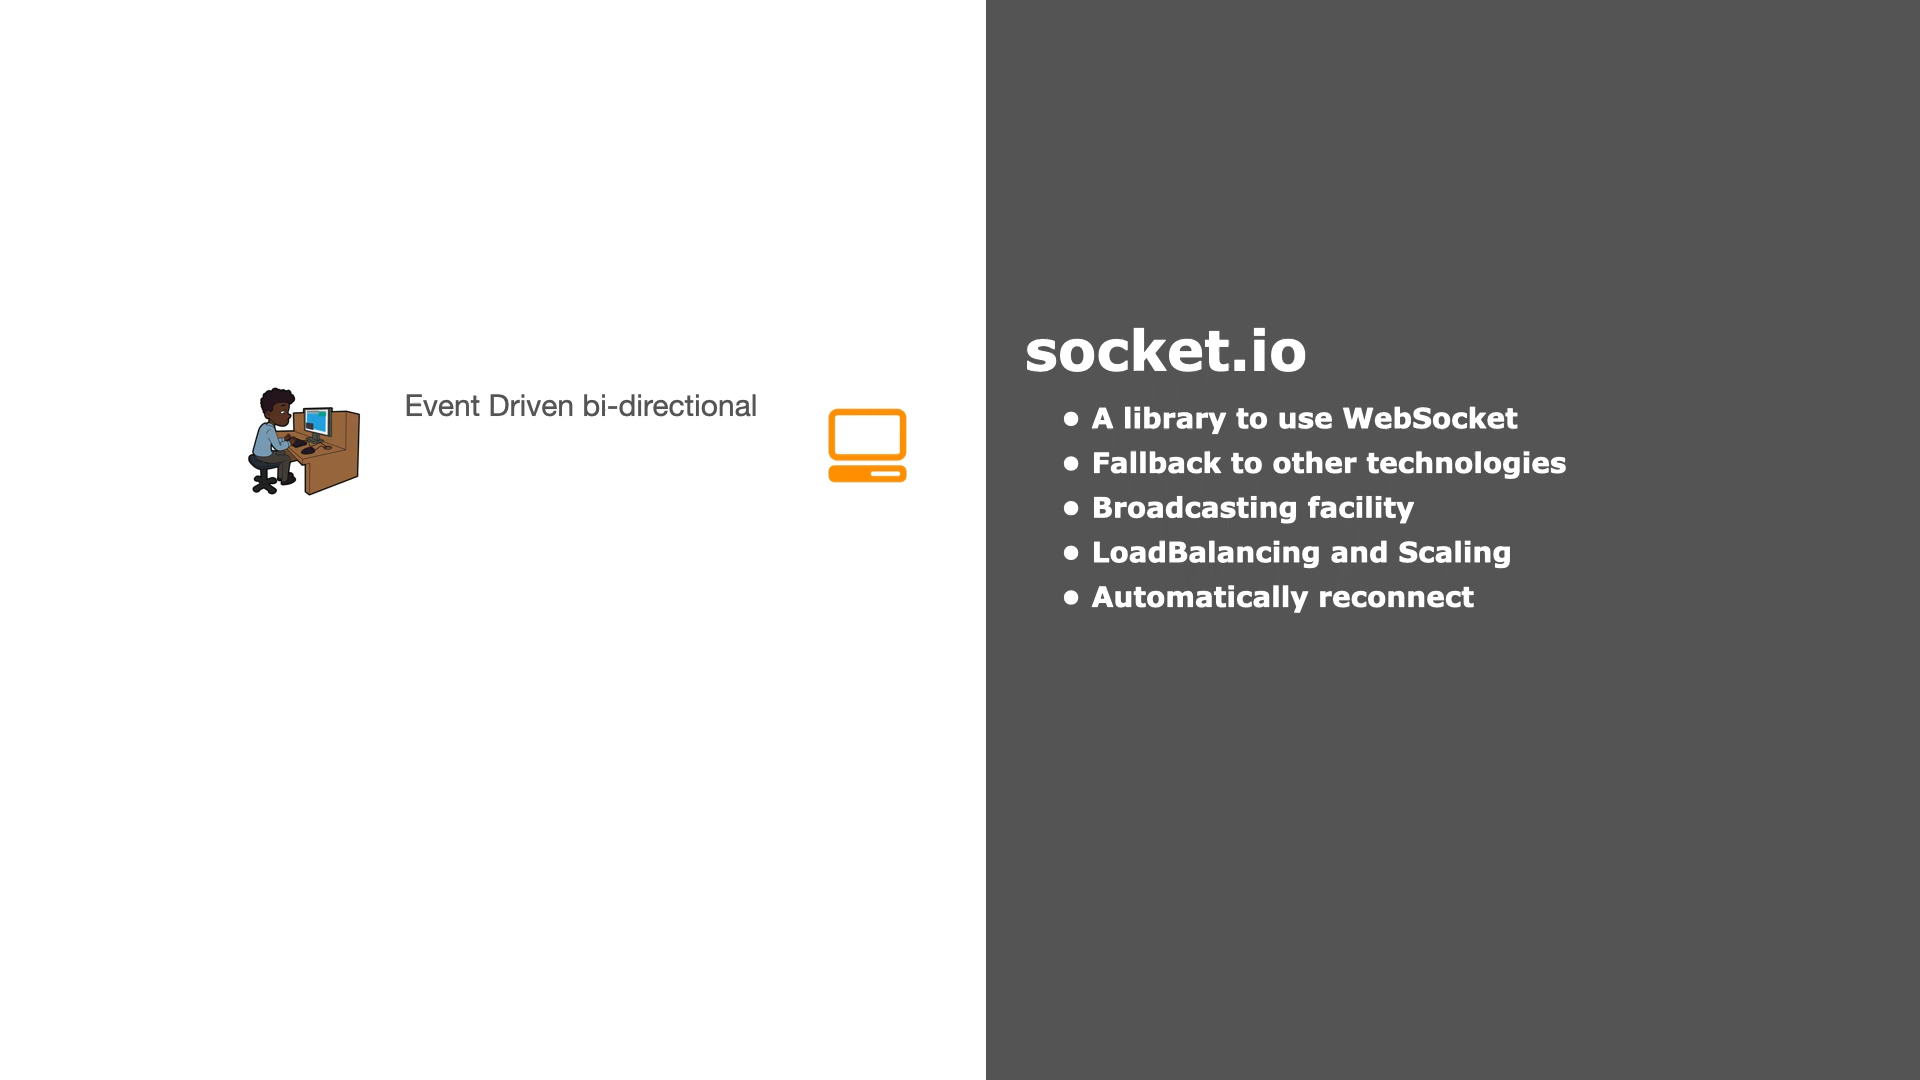 Event Driven bi-directional
socket.io
• A library to use WebSocket
• Fallback to other technologies
• Broadcasting facility
• LoadBalancing and Scaling
• Automatically reconnect